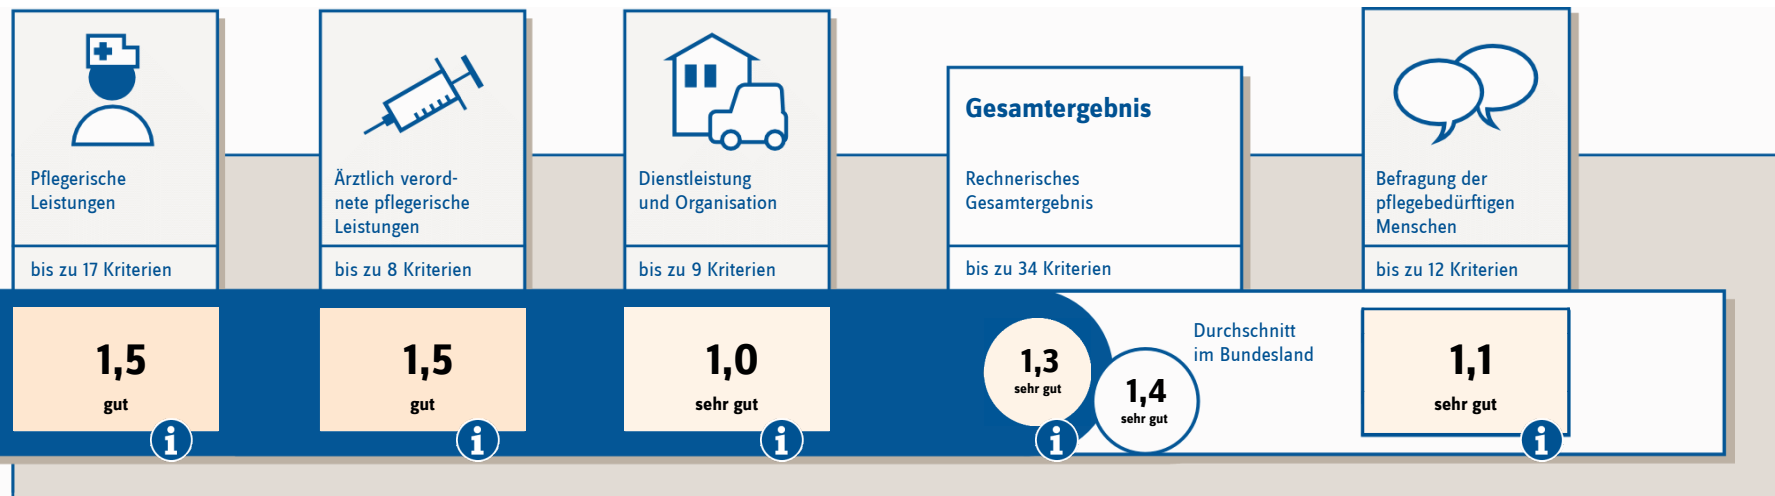 Pflegerische
Leistungen
bis zu 17 Kriterien
1,5
gut
i
Ärztlich verord-
nete pflegerische
Leistungen
bis zu 8 Kriterien
1,5
gut
i
Dienstleistung
und Organisation
bis zu 9 Kriterien
1,0
sehr gut
i
Gesamtergebnis
Rechnerisches
Gesamtergebnis
bis zu 34 Kriterien
1,3
sehr gut
i
Durchschnitt
im Bundesland
1,4
sehr gut
Befragung der
pflegebedürftigen
Menschen
bis zu 12 Kriterien
1,1
sehr gut
i